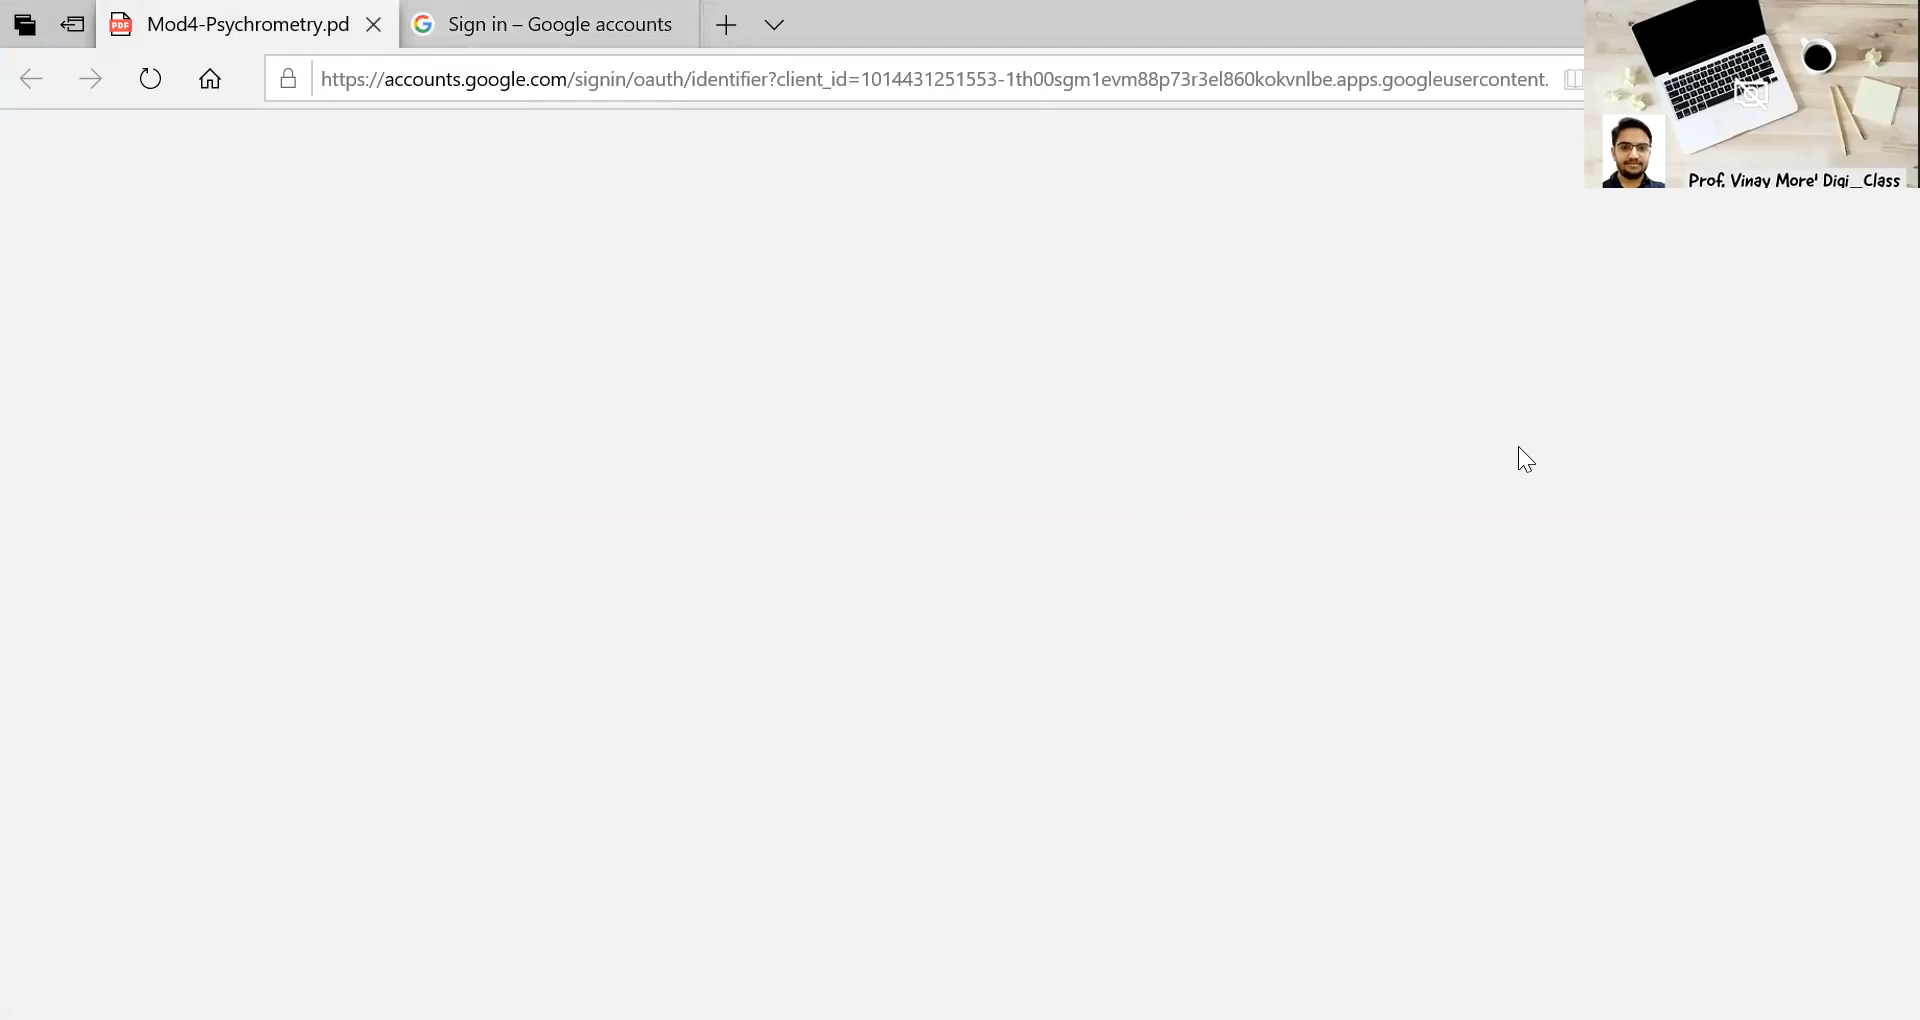 Mod4-Psychrometry.pd
Sign in – Google accounts
https://accounts.google.com/signin/oauth/identifier?client_id=1014431251553-1th00sgm1evm88p73r3el860kokvnlbe.apps.googleusercontent.
PDF
Prof. Vinay More' Digi_Class